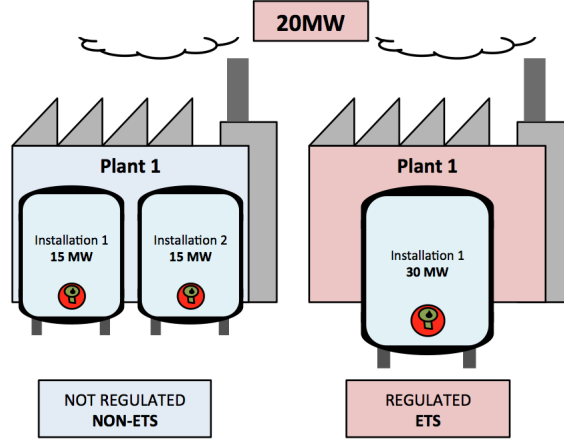 20MW
Plant 1
Installation 1
15 MW
Installation 2
15 MW
NOT REGULATED
NON-ETS
Plant 1
Installation 1
30 MW
REGULATED
ETS